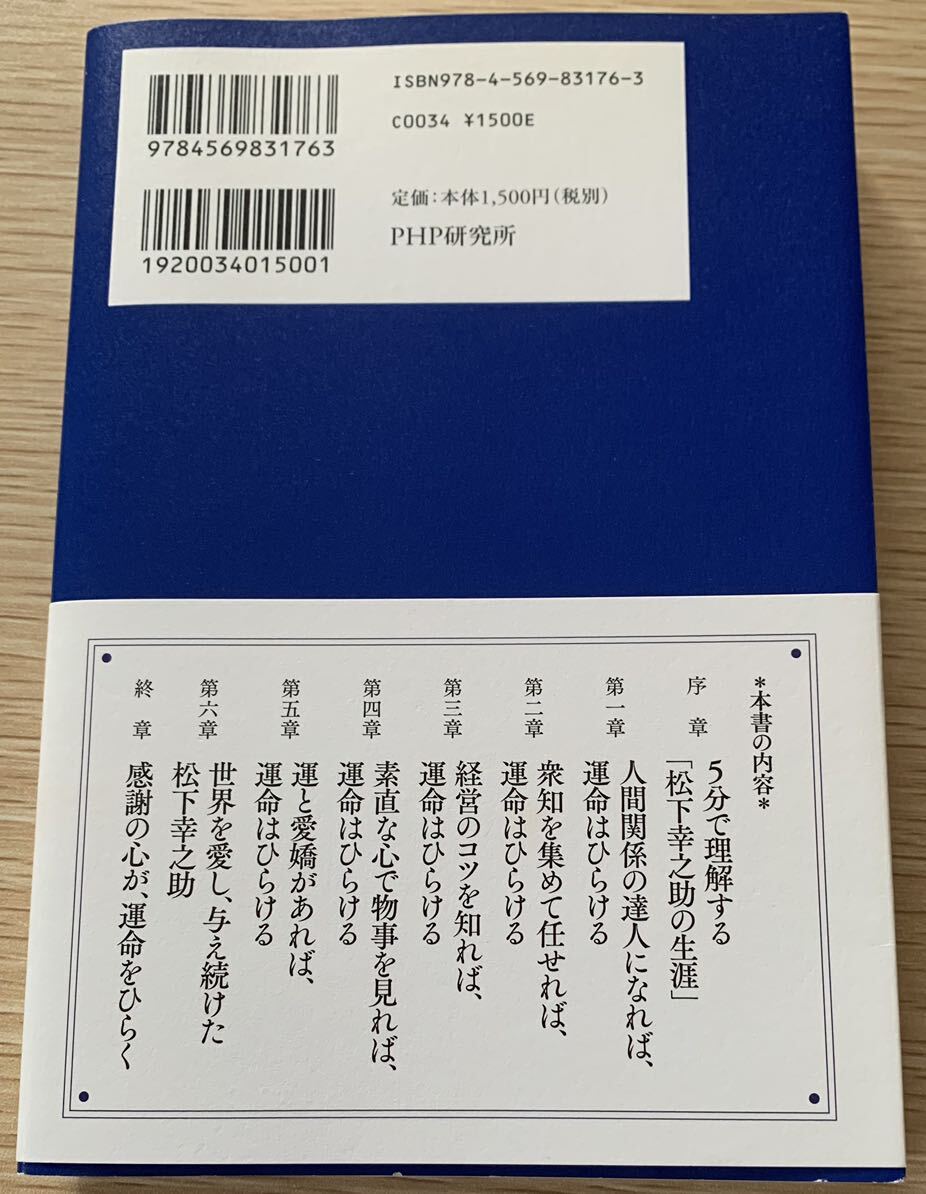 ISBN978-4-569-83176-3
C0034 ¥1500E
9784569831763
定価：本体1,500円（税別）
PHP研究所
1920034015001
＊本書の内容＊
序章
5分で理解する
「松下幸之助の生涯」
第一章
人間関係の達人になれば、
運命はひらける
第二章
衆知を集めて任せれば、
運命はひらける
第三章
経営のコツを知れば、
運命はひらける
第四章
素直な心で物事を見れば、
運命はひらける
第五章
運と愛嬌があれば、
運命はひらける
第六章
世界を愛し、与え続けた
松下幸之助
終章
感謝の心が、運命をひらく